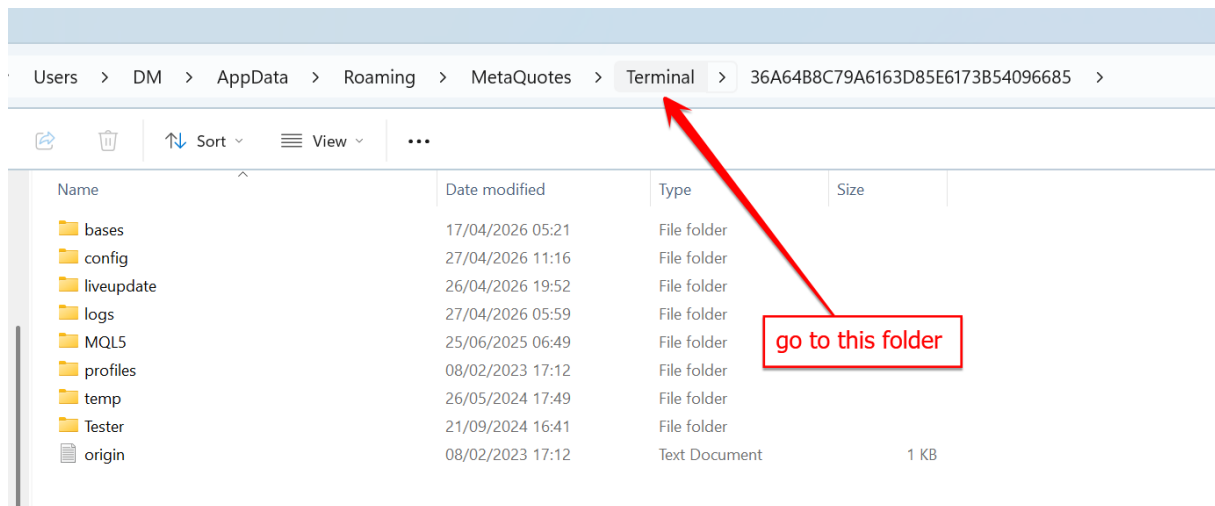 Users > DM > AppData > Roaming > MetaQuotes > Terminal > 36A64B8C79A6163D85E6173B54096685 >
Sort View ...
Name Date modified Type Size
bases 17/04/2026 05:21 File folder
config 27/04/2026 11:16 File folder
liveupdate 26/04/2026 19:52 File folder
logs 27/04/2026 05:59 File folder
MQL5 25/06/2025 06:49 File folder
go to this folder
profiles 08/02/2023 17:12 File folder
temp 26/05/2024 17:49 File folder
Tester 21/09/2024 16:41 File folder
origin 08/02/2023 17:12 Text Document 1 KB